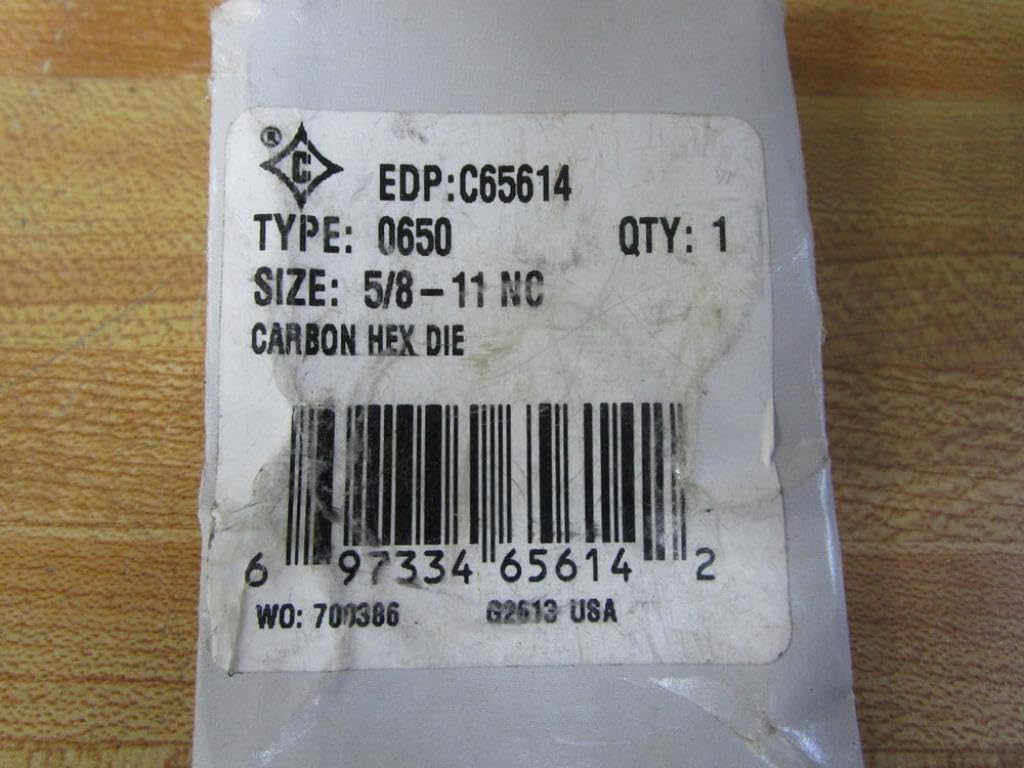 ® C
EDP:C65614
TYPE: 0650 QTY: 1
SIZE: 5/8-11 NC
CARBON HEX DIE
6 97334 65614 2
WO: 700386 USA